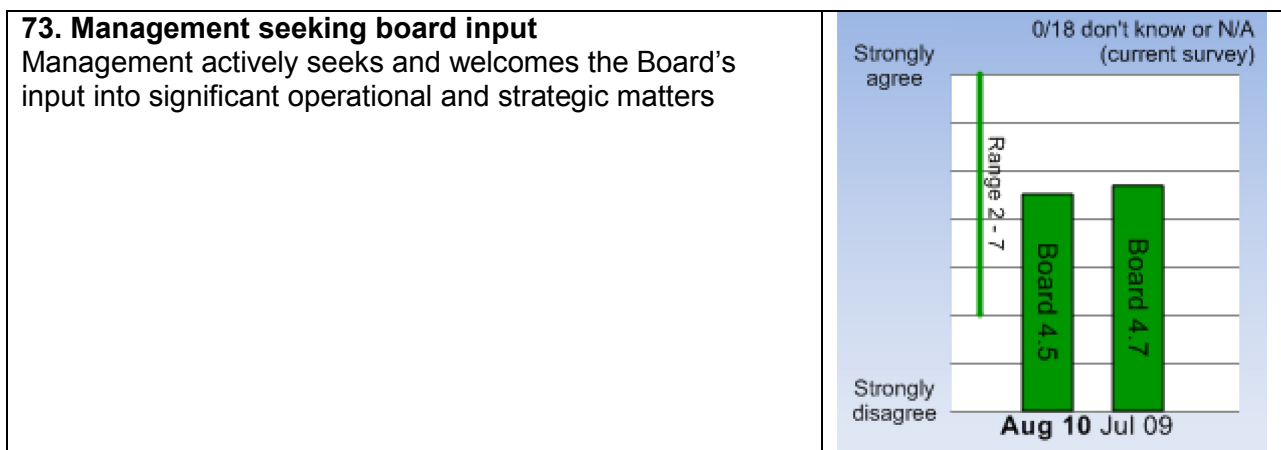 73. Management seeking board input
Management actively seeks and welcomes the Board's
input into significant operational and strategic matters
0/18 don't know or N/A
(current survey)
Strongly
agree
Range 2 - 7
Board 4.5
Board 4.7
Strongly
disagree
Aug 10 Jul 09